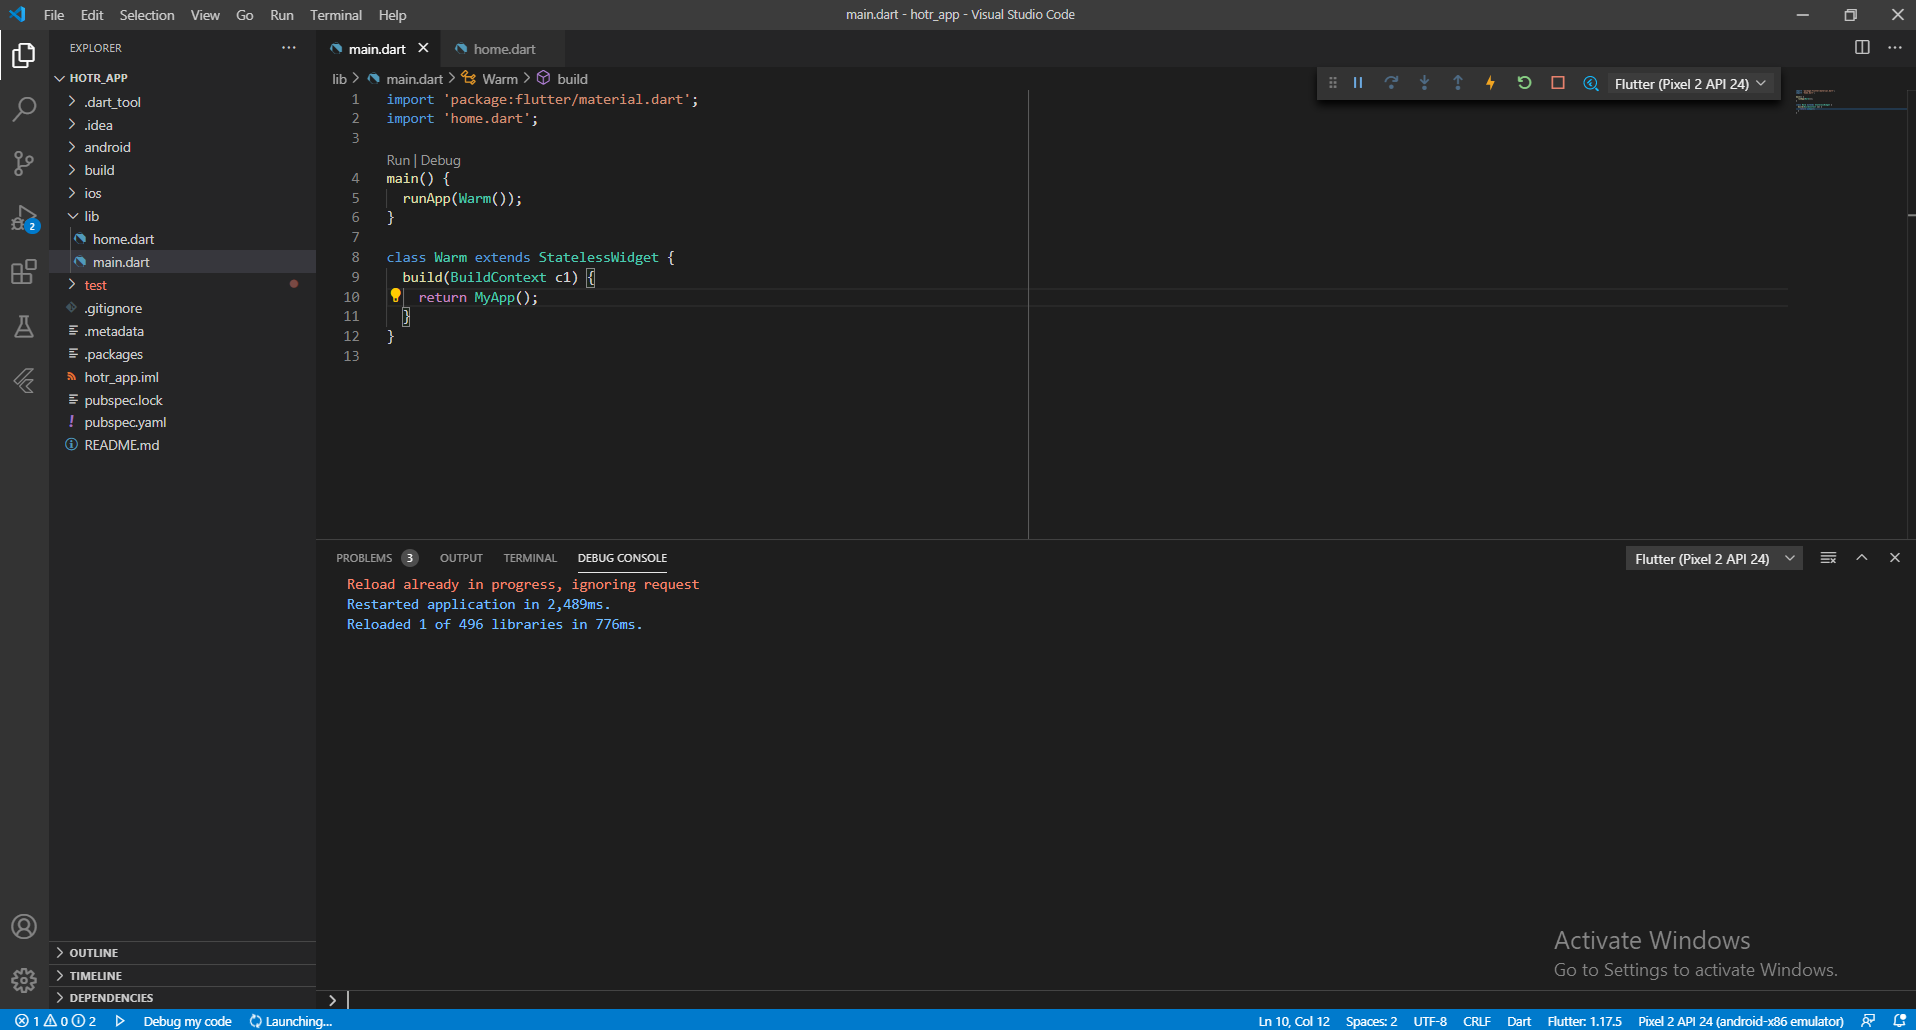 File Edit Selection View Go Run Terminal Help
main.dart - hotr_app - Visual Studio Code
EXPLORER
HOTR_APP
.dart_tool
.idea
android
build
ios
lib
home.dart
main.dart
test
.gitignore
.metadata
.packages
hotr_app.iml
pubspec.lock
pubspec.yaml
README.md
OUTLINE
TIMELINE
DEPENDENCIES
2
main.dart home.dart
lib > main.dart > Warm > build
Flutter (Pixel 2 API 24)
1 import 'package:flutter/material.dart';
2 import 'home.dart';
3
Run | Debug
4 main() {
5 runApp(Warm());
6 }
7
8 class Warm extends StatelessWidget {
9 build(BuildContext c1) {
10 return MyApp();
11 }
12 }
13
PROBLEMS 3 OUTPUT TERMINAL DEBUG CONSOLE
Flutter (Pixel 2 API 24)
Reload already in progress, ignoring request
Restarted application in 2,489ms.
Reloaded 1 of 496 libraries in 776ms.
Activate Windows
Go to Settings to activate Windows.
1 0 2 Debug my code Launching... Ln 10, Col 12 Spaces: 2 UTF-8 CRLF Dart Flutter: 1.17.5 Pixel 2 API 24 (android-x86 emulator)